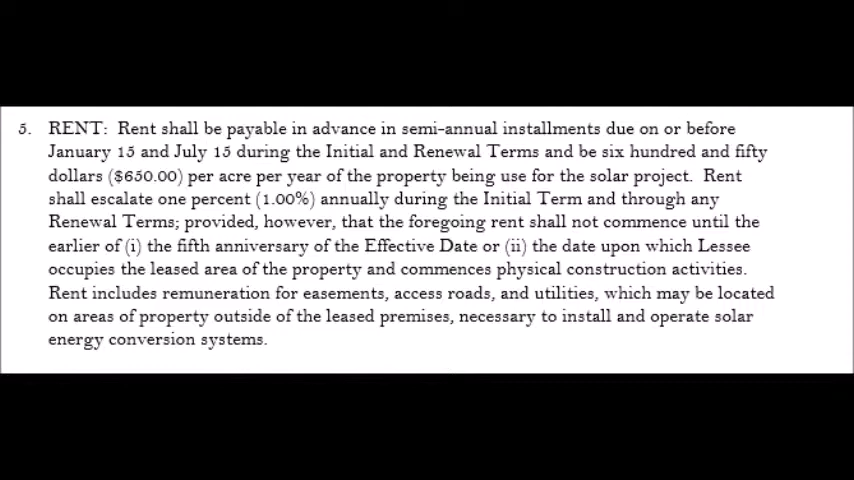 5. RENT: Rent shall be payable in advance in semi-annual installments due on or before
January 15 and July 15 during the Initial and Renewal Terms and be six hundred and fifty
dollars ($650.00) per acre per year of the property being use for the solar project. Rent
shall escalate one percent (1.00%) annually during the Initial Term and through any
Renewal Terms; provided, however, that the foregoing rent shall not commence until the
earlier of (i) the fifth anniversary of the Effective Date or (ii) the date upon which Lessee
occupies the leased area of the property and commences physical construction activities.
Rent includes remuneration for easements, access roads, and utilities, which may be located
on areas of property outside of the leased premises, necessary to install and operate solar
energy conversion systems.